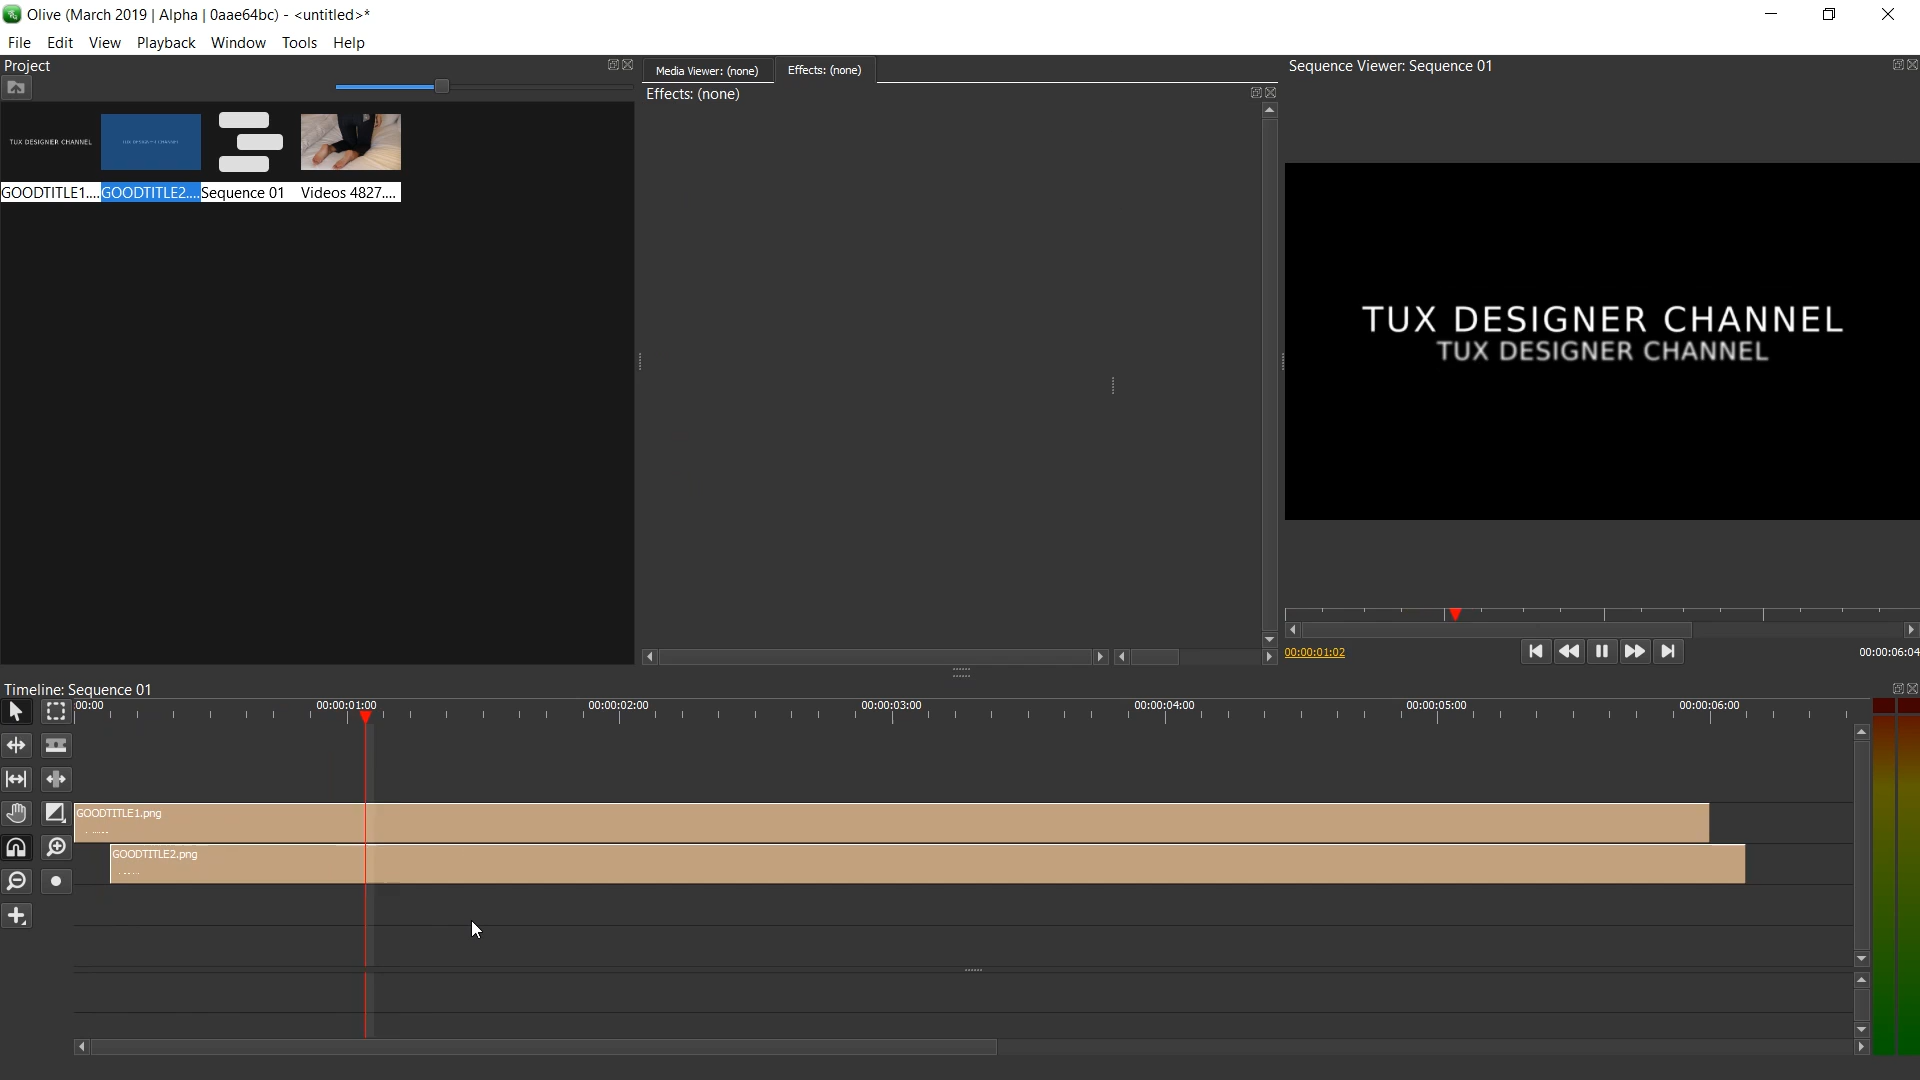 Olive (March 2019 | Alpha | 0aae64bc) - <untitled>*
File Edit View Playback Window Tools Help
Project
TUX DESIGNER CHANNEL
TUX DESIGNER CHANNEL
GOODTITLE1.... GOODTITLE2.... Sequence 01 Videos 4827....
Media Viewer: (none) Effects: (none)
Effects: (none)
Sequence Viewer: Sequence 01
TUX DESIGNER CHANNEL
TUX DESIGNER CHANNEL
00:00:01:02 00:00:06:04
Timeline: Sequence 01
00:00 00:00:01:00 00:00:02:00 00:00:03:00 00:00:04:00 00:00:05:00 00:00:06:00
GOODTITLE1.png
GOODTITLE2.png